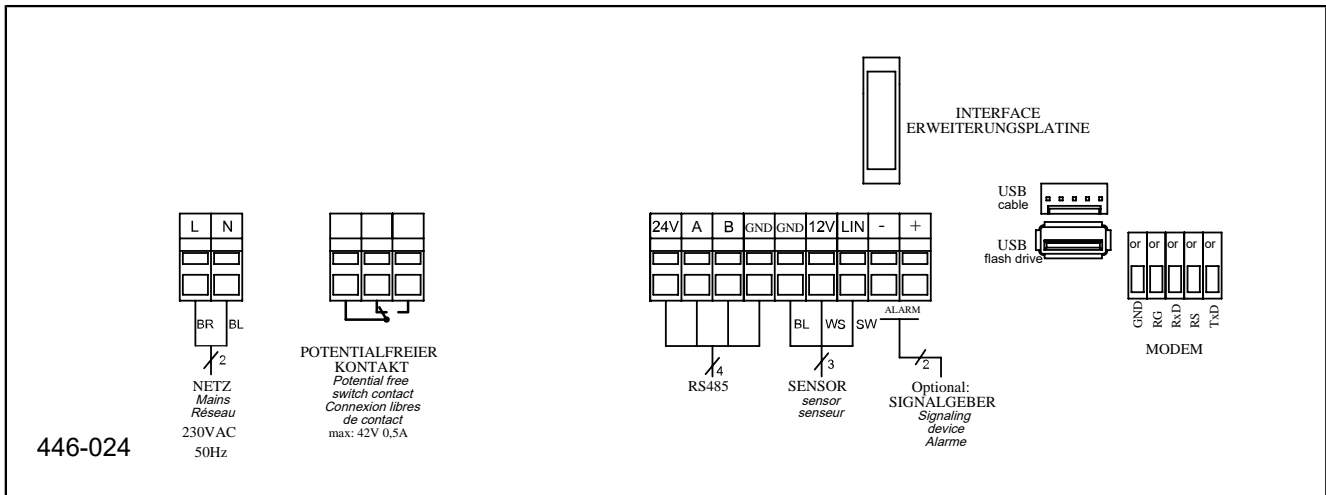 INTERFACE
ERWEITERUNGSPLATINE
USB
cable
USB
flash drive
L N
24V A B GND GND 12V LIN - +
or or or or or
GND RG RxD RS TxD
MODEM
BR BL
2
NETZ
Mains
Réseau
230VAC
50Hz
POTENTIALFREIER
KONTAKT
Potential free
switch contact
Connexion libres
de contact
max: 42V 0,5A
4
RS485
BL WS SW
3
SENSOR
sensor
senseur
ALARM
2
Optional:
SIGNALGEBER
Signaling
device
Alarme
446-024